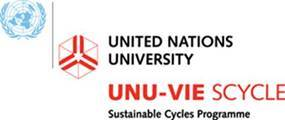 UNITED NATIONS
UNIVERSITY
UNU-VIE SCYCLE
Sustainable Cycles Programme